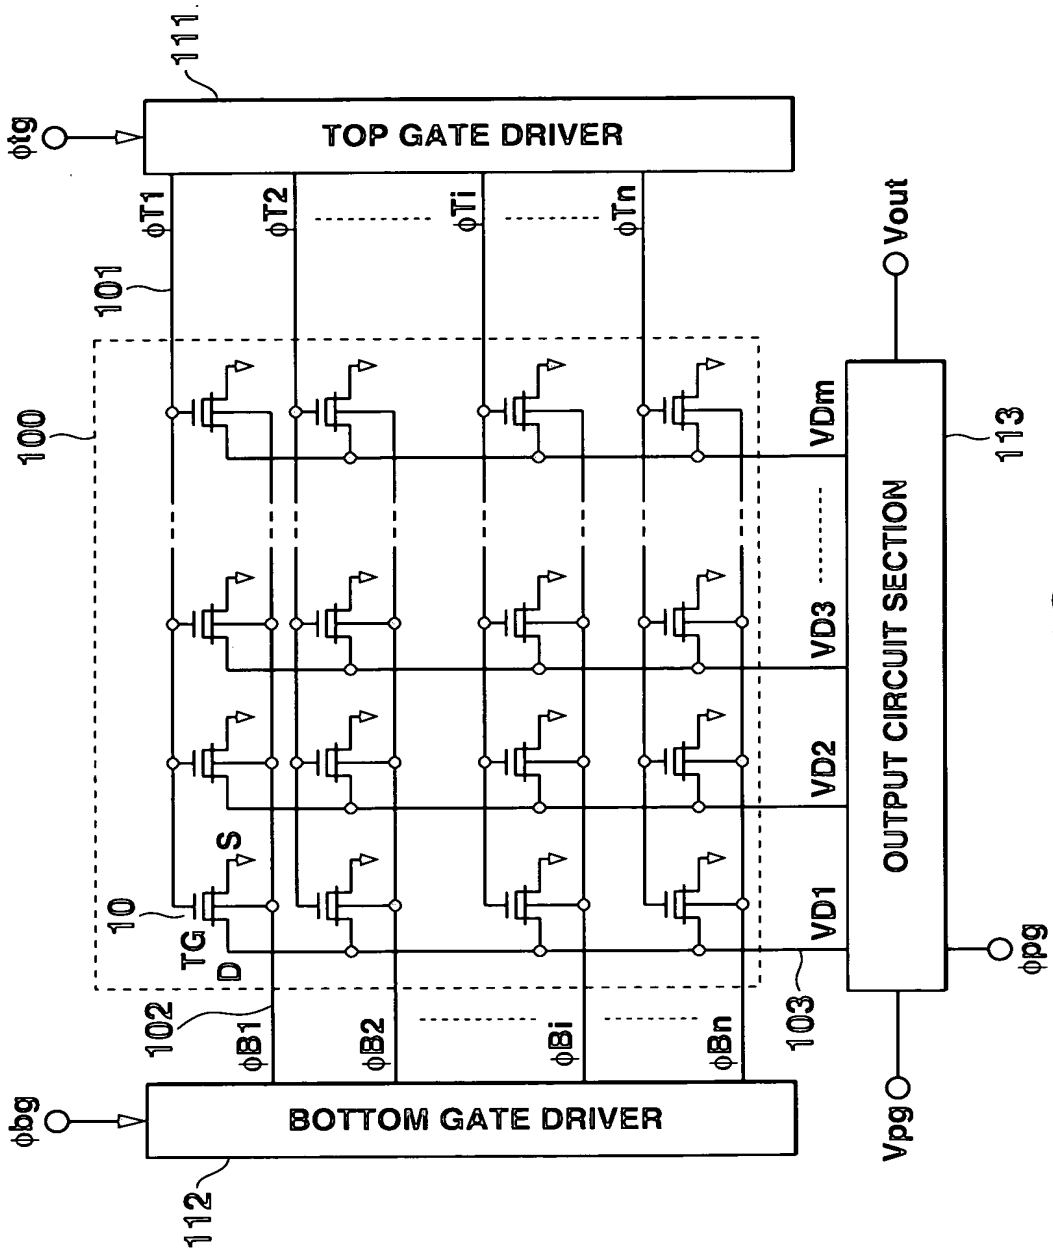 111
ϕtg
TOP GATE DRIVER
ϕT1
ϕT2
ϕTi
ϕTn
101
100
10
TG
D
S
102
ϕB1
ϕB2
ϕBi
ϕBn
ϕbg
BOTTOM GATE DRIVER
112
VD1
VD2
VD3
VDm
103
OUTPUT CIRCUIT SECTION
113
Vout
Vpg
ϕpg